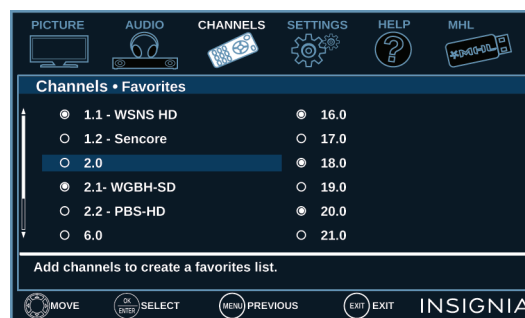 PICTURE AUDIO CHANNELS SETTINGS HELP MHL
MHL
Channels • Favorites
1.1 - WSNS HD 16.0
1.2 - Sencore 17.0
2.0 18.0
2.1- WGBH-SD 19.0
2.2 - PBS-HD 20.0
6.0 21.0
Add channels to create a favorites list.
MOVE OK ENTER SELECT MENU PREVIOUS EXIT EXIT INSIGNIA